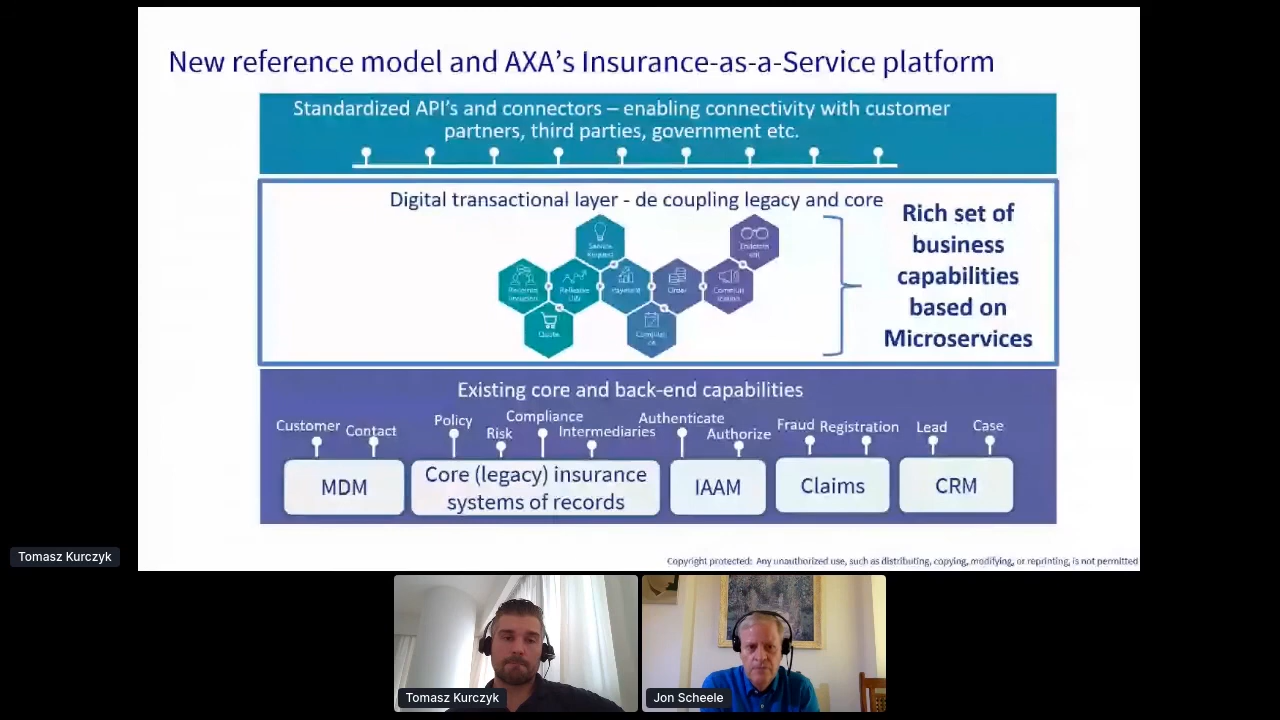 New reference model and AXA's Insurance-as-a-Service platform
Standardized API's and connectors – enabling connectivity with customer
partners, third parties, government etc.
Digital transactional layer - de coupling legacy and core
Service
Request
Payment
Order
Quote
Rich set of
business
capabilities
based on
Microservices
Existing core and back-end capabilities
Customer
Contact
Policy
Risk
Compliance
Intermediaries
Authenticate
Authorize
Fraud
Registration
Lead
Case
MDM
Core (legacy) insurance
systems of records
IAAM
Claims
CRM
Copyright protected: Any unauthorized use, such as distributing, copying, modifying, or reprinting, is not permitted
Tomasz Kurczyk
Tomasz Kurczyk
Jon Scheele